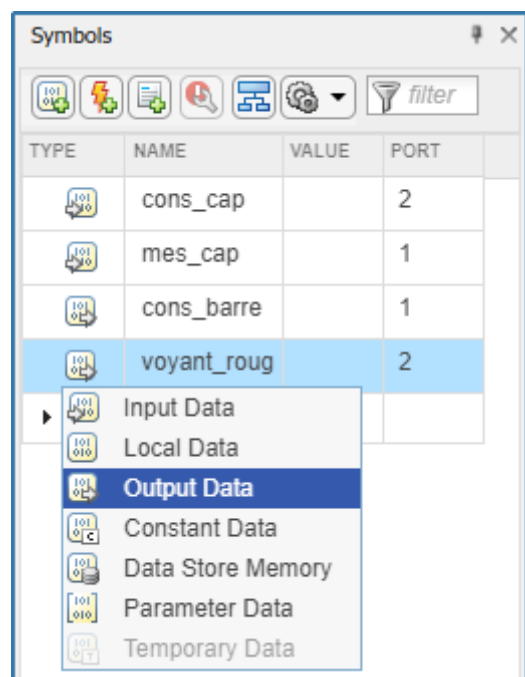 Symbols
filter
TYPE NAME VALUE PORT
cons_cap 2
mes_cap 1
cons_barre 1
voyant_roug 2
Input Data
Local Data
Output Data
Constant Data
Data Store Memory
Parameter Data
Temporary Data